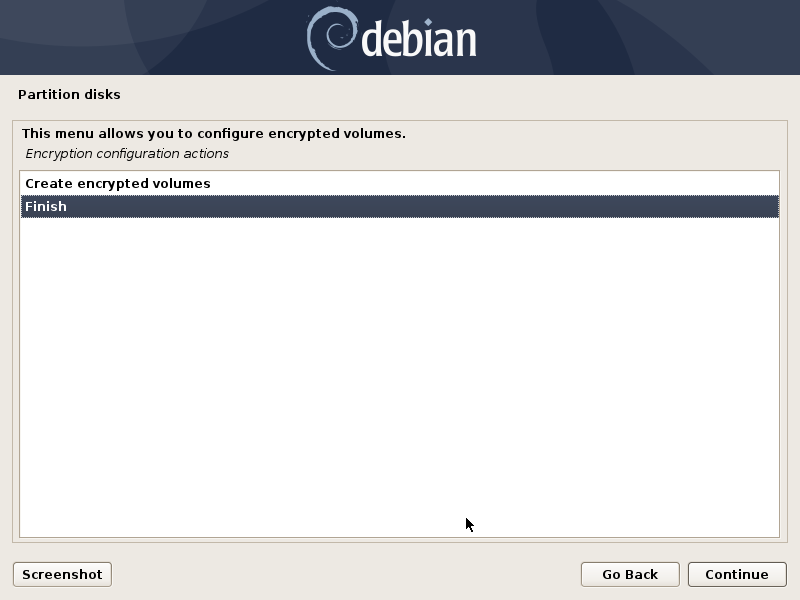 debian
Partition disks
This menu allows you to configure encrypted volumes.
Encryption configuration actions
Create encrypted volumes
Finish
Screenshot
Go Back
Continue